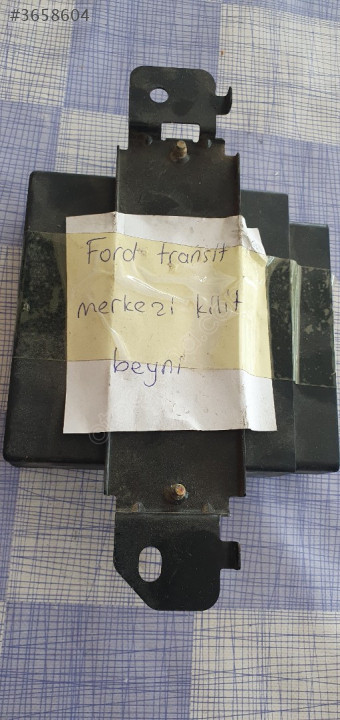 #3658604
Ford transit
merkezi kilit
beyni